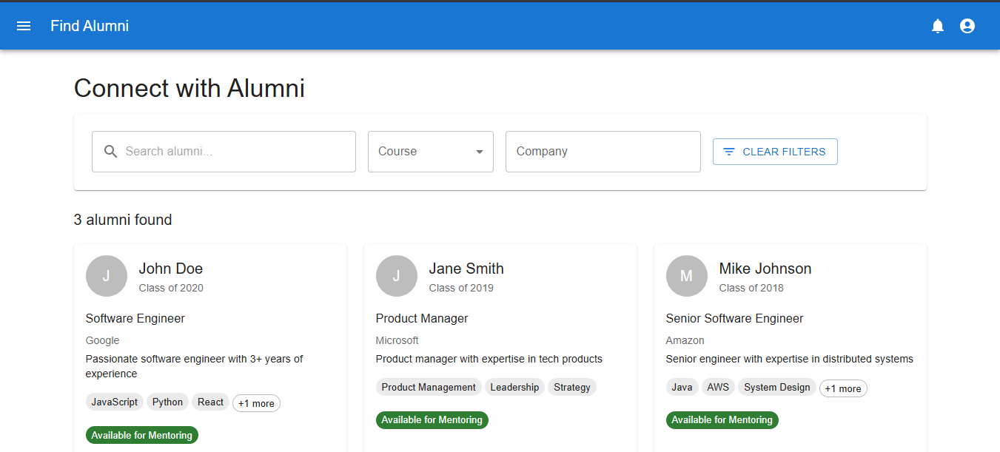 Find Alumni
Connect with Alumni
Search alumni...
Course
Company
CLEAR FILTERS
3 alumni found
J
John Doe
Class of 2020
Software Engineer
Google
Passionate software engineer with 3+ years of
experience
JavaScript Python React +1 more
Available for Mentoring
J
Jane Smith
Class of 2019
Product Manager
Microsoft
Product manager with expertise in tech products
Product Management Leadership Strategy
Available for Mentoring
M
Mike Johnson
Class of 2018
Senior Software Engineer
Amazon
Senior engineer with expertise in distributed systems
Java AWS System Design +1 more
Available for Mentoring